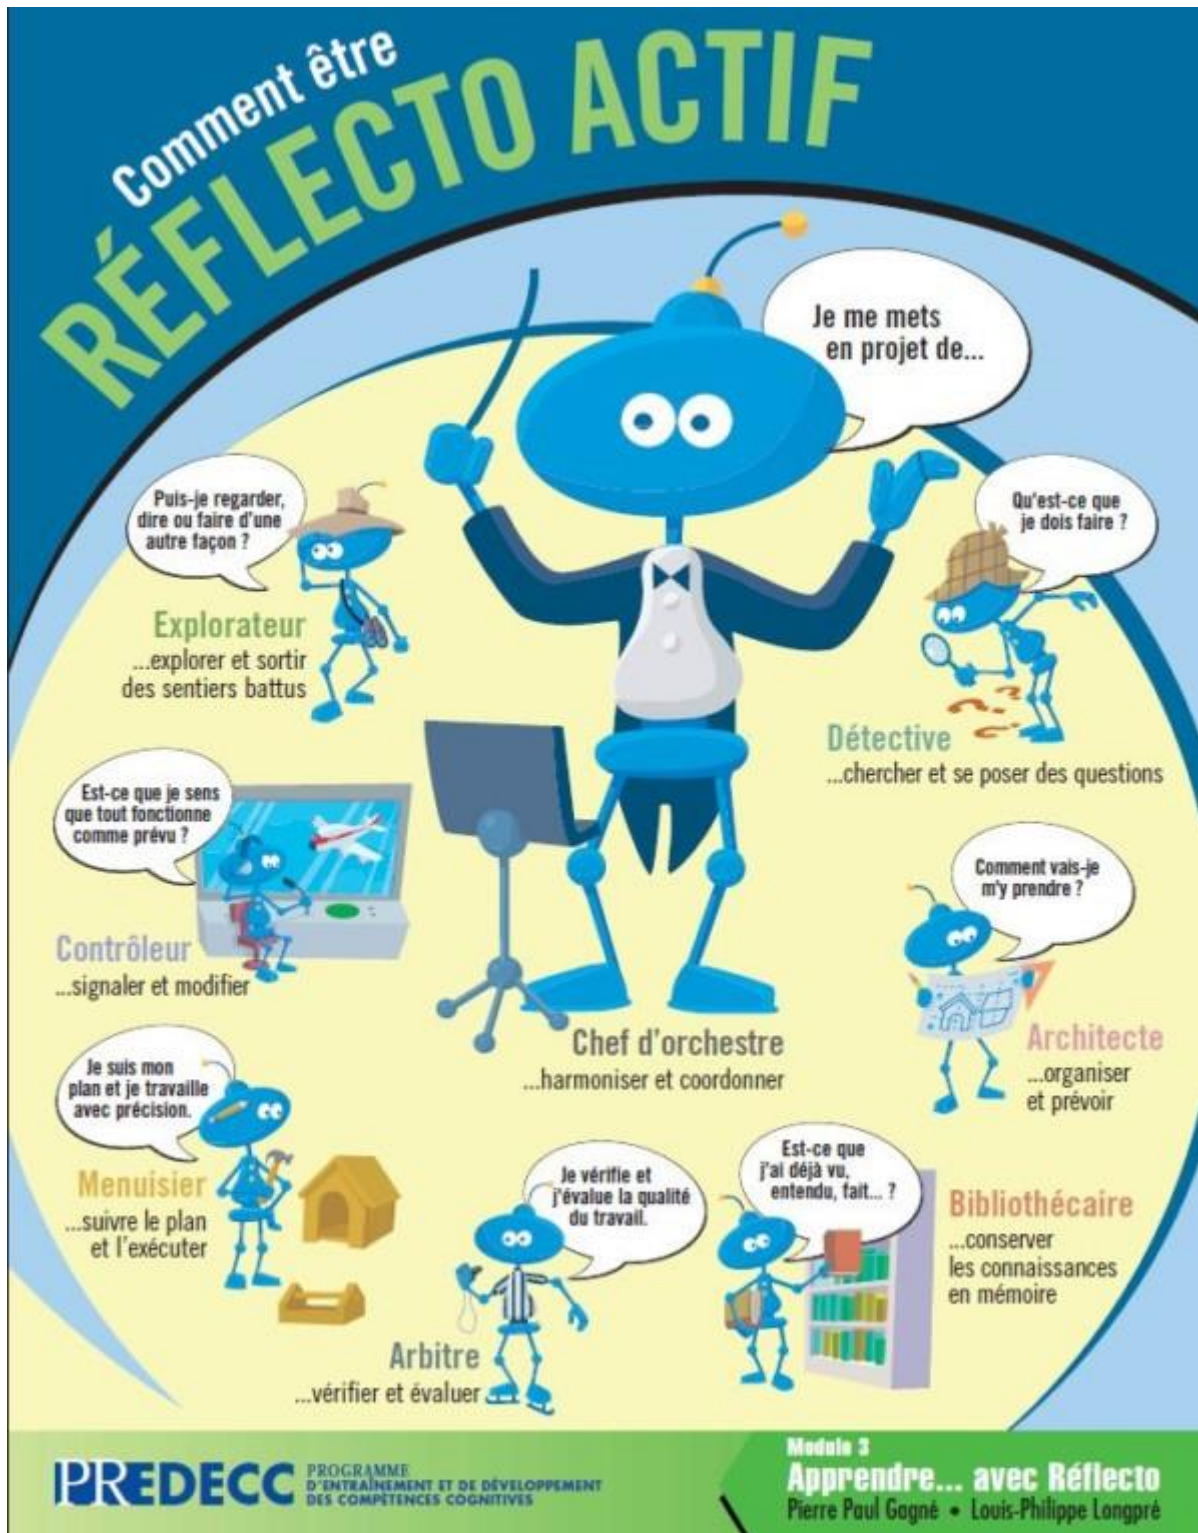 Comment être
RÉFLECTO ACTIF
Je me mets
en projet de...
Puis-je regarder,
dire ou faire d'une
autre façon ?
Explorateur
...explorer et sortir
des sentiers battus
Qu'est-ce que
je dois faire ?
Détective
...chercher et se poser des questions
Est-ce que je sens
que tout fonctionne
comme prévu ?
Contrôleur
...signaler et modifier
Comment vais-je
m'y prendre ?
Architecte
...organiser
et prévoir
Chef d'orchestre
...harmoniser et coordonner
Je suis mon
plan et je travaille
avec précision.
Menuisier
...suivre le plan
et l'exécuter
Je vérifie et
j'évalue la qualité
du travail.
Arbitre
...vérifier et évaluer
Est-ce que
j'ai déjà vu,
entendu, fait... ?
Bibliothécaire
...conserver
les connaissances
en mémoire
PREDECC
PROGRAMME
D'ENTRAÎNEMENT ET DE DÉVELOPPEMENT
DES COMPÉTENCES COGNITIVES
Module 3
Apprendre... avec Réflecto
Pierre Paul Gagné • Louis-Philippe Longpré